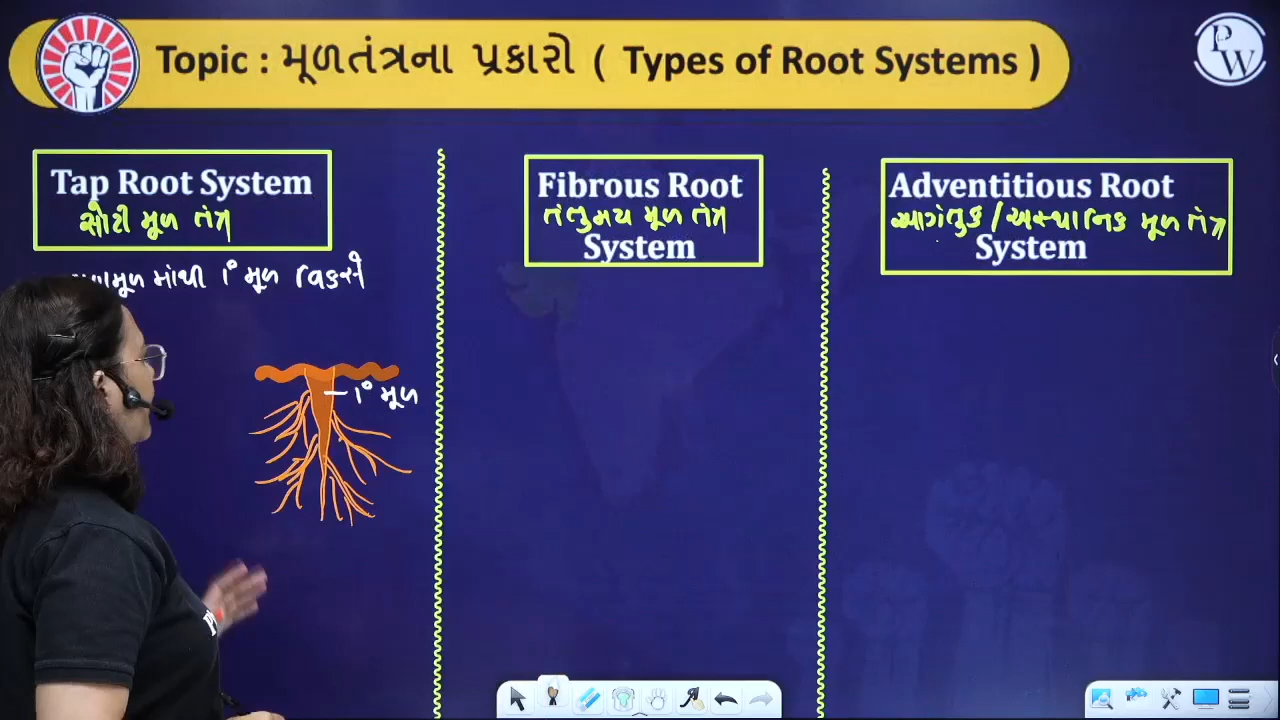 Topic : મૂળતંત્રના પ્રકારો ( Types of Root Systems )
PW
Tap Root System
સોટી મૂળ તંત્ર
માંથી 1° મૂળ વિકસે
1° મૂળ
Fibrous Root
તંતુમય મૂળ તંત્ર
System
Adventitious Root
આગંતુક / અસ્થાનિક મૂળ તંત્ર
System